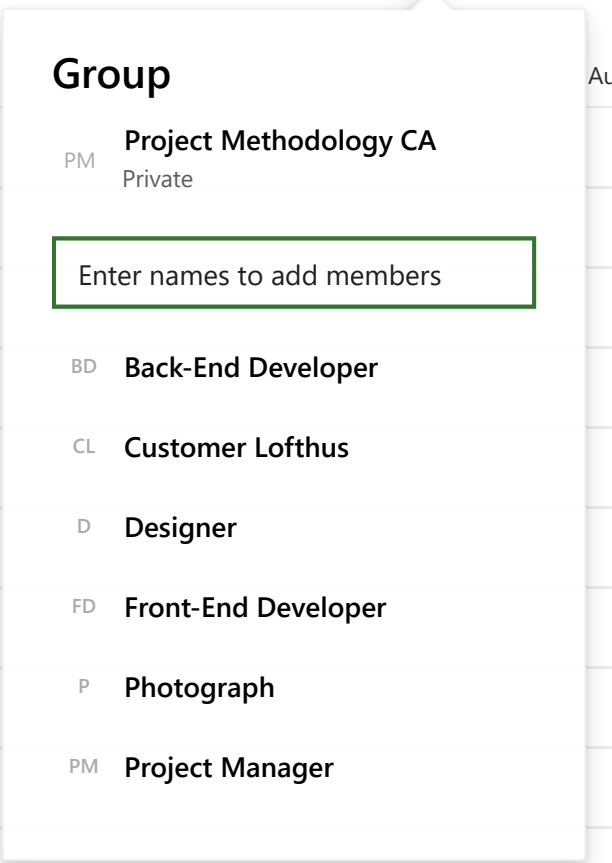 Group
PM
Project Methodology CA
Private
Enter names to add members
BD Back-End Developer
CL Customer Lofthus
D Designer
FD Front-End Developer
P Photograph
PM Project Manager